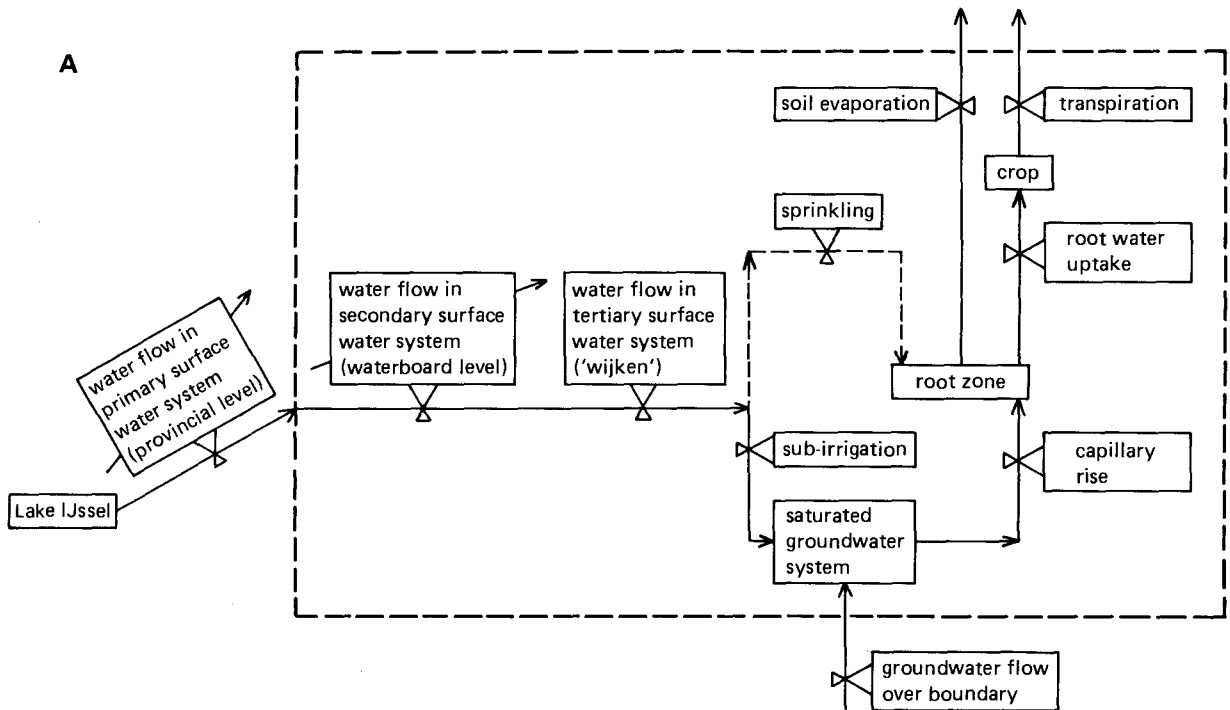 A
soil evaporation
transpiration
crop
sprinkling
root water
uptake
water flow in
secondary surface
water system
(waterboard level)
water flow in
tertiary surface
water system
('wijken')
water flow in
primary surface
water system
(provincial level)
root zone
sub-irrigation
capillary
rise
Lake IJssel
saturated
groundwater
system
groundwater flow
over boundary